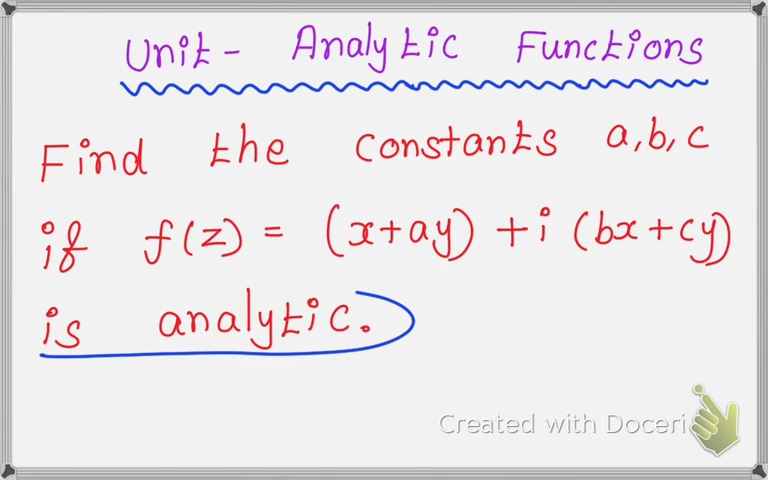 Unit- Analytic Functions
Find the constants a,b,c
if f(z) = (x+ay) +i (bx+cy)
is analytic.
Created with Doceri